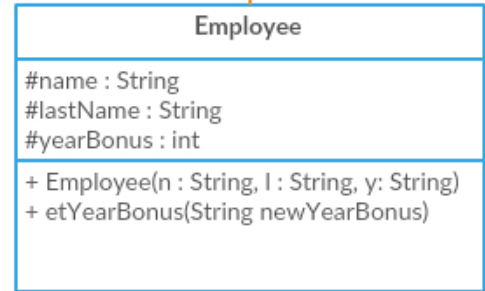 Employee
#name : String
#lastName : String
#yearBonus : int
+ Employee(n : String, l : String, y: String)
+ etYearBonus(String newYearBonus)